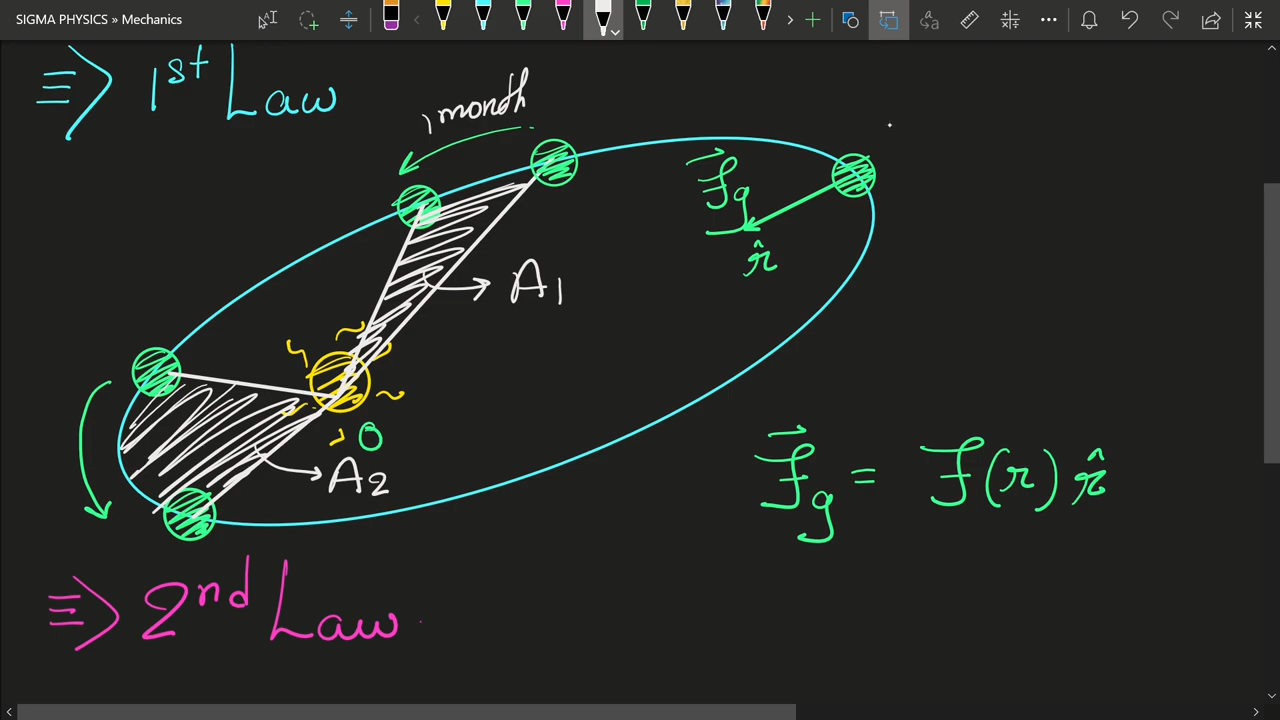 SIGMA PHYSICS » Mechanics
⇛ 1st Law
1 month
f⃗g
r̂
A1
O
A2
f⃗g = F(r) r̂
⇛ 2nd Law